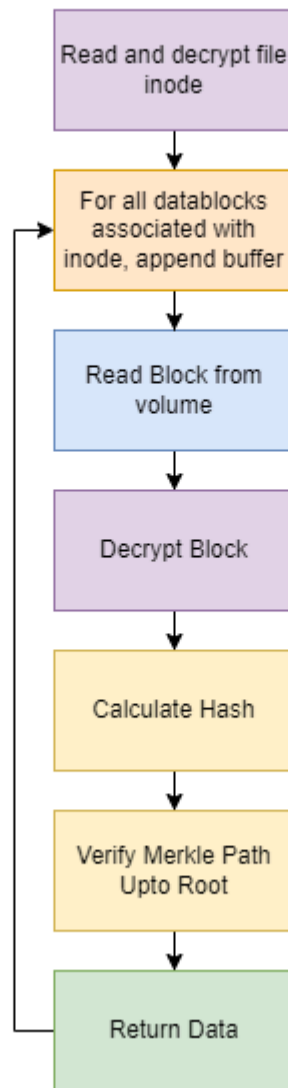 Read and decrypt file
inode
For all datablocks
associated with
inode, append buffer
Read Block from
volume
Decrypt Block
Calculate Hash
Verify Merkle Path
Upto Root
Return Data